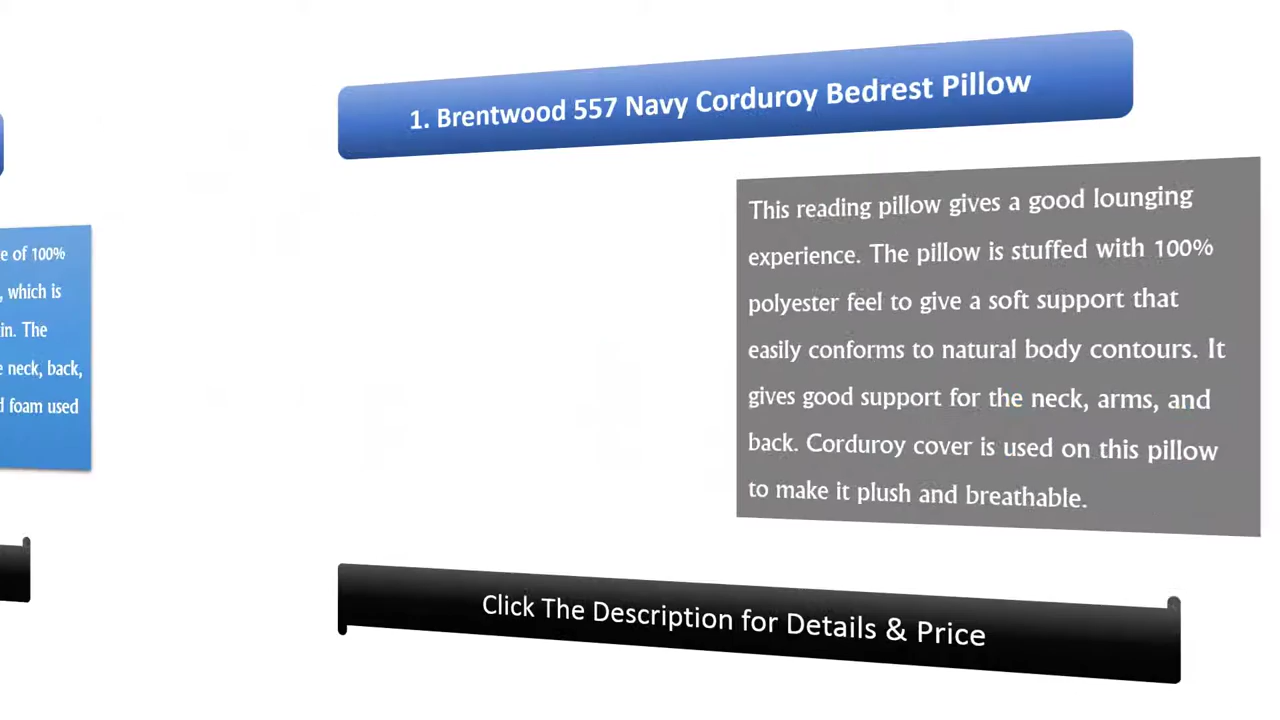 1. Brentwood 557 Navy Corduroy Bedrest Pillow
e of 100%
, which is
in. The
e neck, back,
d foam used
This reading pillow gives a good lounging
experience. The pillow is stuffed with 100%
polyester feel to give a soft support that
easily conforms to natural body contours. It
gives good support for the neck, arms, and
back. Corduroy cover is used on this pillow
to make it plush and breathable.
Click The Description for Details & Price